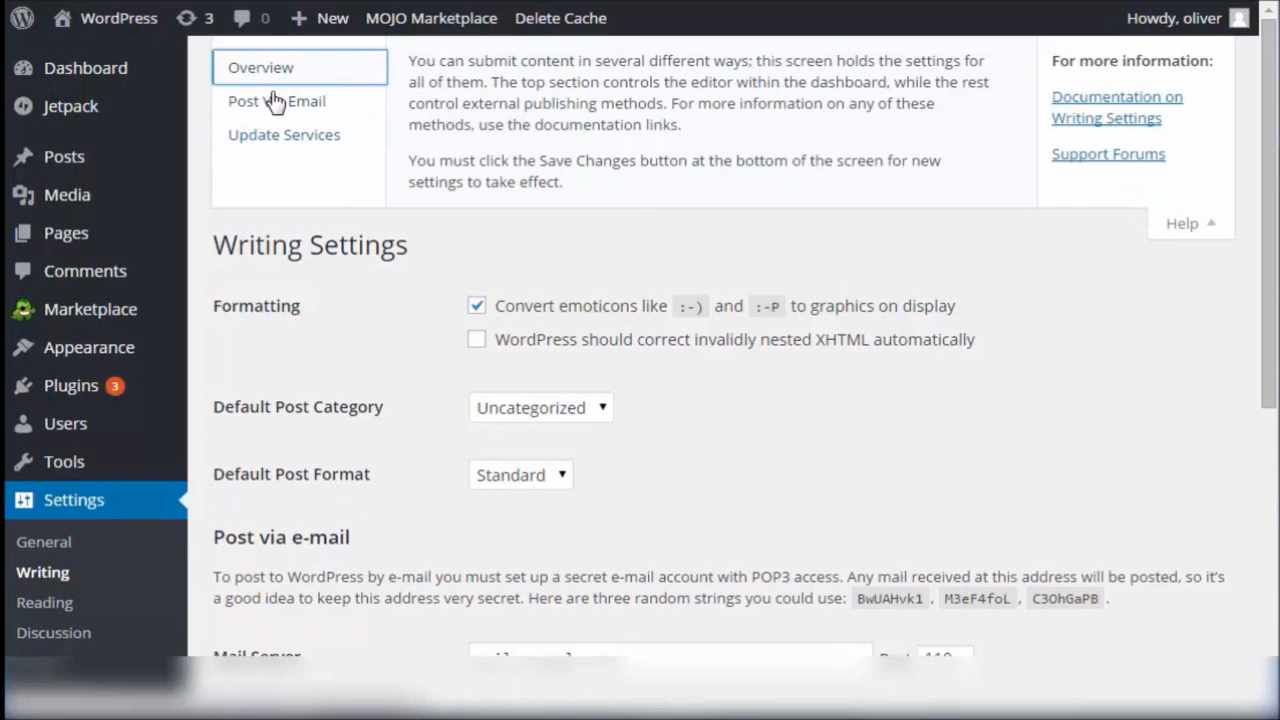 WordPress 3 0 New MOJO Marketplace Delete Cache Howdy, oliver
Dashboard
Jetpack
Posts
Media
Pages
Comments
Marketplace
Appearance
Plugins 3
Users
Tools
Settings
General
Writing
Reading
Discussion
Overview
Post Email
Update Services
You can submit content in several different ways; this screen holds the settings for
all of them. The top section controls the editor within the dashboard, while the rest
control external publishing methods. For more information on any of these
methods, use the documentation links.
You must click the Save Changes button at the bottom of the screen for new
settings to take effect.
For more information:
Documentation on
Writing Settings
Support Forums
Help
Writing Settings
Formatting
Convert emoticons like :-) and :-P to graphics on display
WordPress should correct invalidly nested XHTML automatically
Default Post Category Uncategorized
Default Post Format Standard
Post via e-mail
To post to WordPress by e-mail you must set up a secret e-mail account with POP3 access. Any mail received at this address will be posted, so it's
a good idea to keep this address very secret. Here are three random strings you could use: BwUAHvk1 , M3eF4foL , C3OhGaPB .
Mail Server